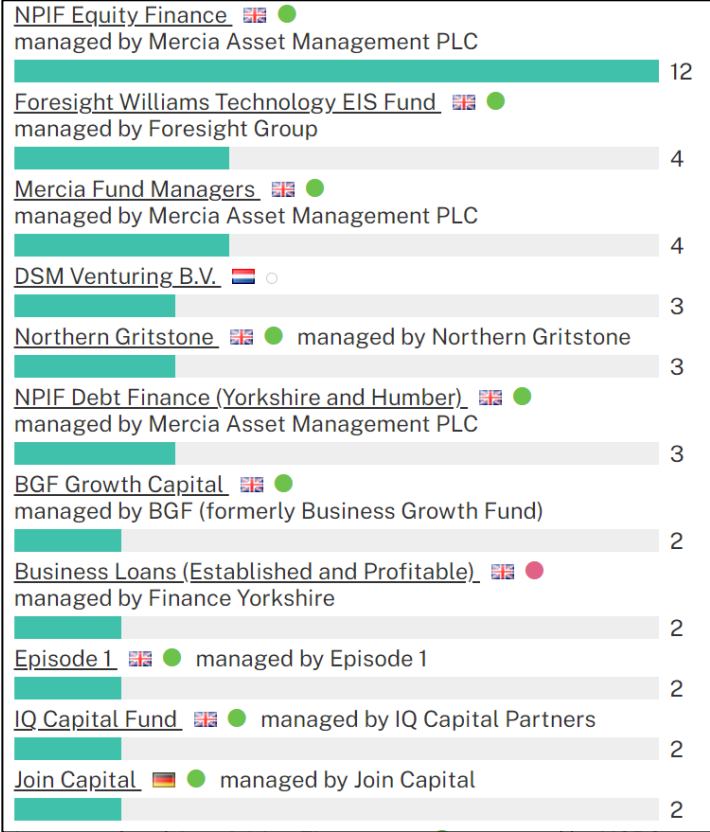 NPIF Equity Finance
managed by Mercia Asset Management PLC
12
Foresight Williams Technology EIS Fund
managed by Foresight Group
4
Mercia Fund Managers
managed by Mercia Asset Management PLC
4
DSM Venturing B.V.
3
Northern Gritstone managed by Northern Gritstone
3
NPIF Debt Finance (Yorkshire and Humber)
managed by Mercia Asset Management PLC
3
BGF Growth Capital
managed by BGF (formerly Business Growth Fund)
2
Business Loans (Established and Profitable)
managed by Finance Yorkshire
2
Episode 1 managed by Episode 1
2
IQ Capital Fund managed by IQ Capital Partners
2
Join Capital managed by Join Capital
2